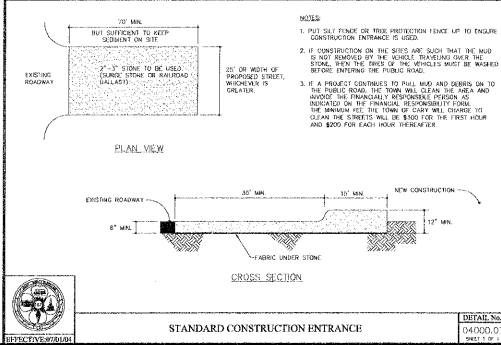 70' MIN.
BUT SUFFICIENT TO KEEP
SEDIMENT ON SITE
EXISTING
ROADWAY
2"-3" STONE TO BE USED
(SURGE STONE OR RAILROAD
BALLAST)
25' OR WIDTH OF
PROPOSED STREET,
WHICHEVER IS
GREATER.
PLAN VIEW
NOTES:
1. PUT SILT FENCE OR TREE PROTECTION FENCE UP TO ENSURE
CONSTRUCTION ENTRANCE IS USED.
2. IF CONSTRUCTION ON THE SITES ARE SUCH THAT THE MUD
IS NOT REMOVED BY THE VEHICLE TRAVELING OVER THE
STONE, THEN THE TIRES OF THE VEHICLES MUST BE WASHED
BEFORE ENTERING THE PUBLIC ROAD.
3. IF A PROJECT CONTINUES TO PULL MUD AND DEBRIS ON TO
THE PUBLIC ROAD, THE TOWN WILL CLEAN THE AREA AND
INVOICE THE FINANCIALLY RESPONSIBLE PERSON AS
INDICATED ON THE FINANCIAL RESPONSIBILITY FORM.
THE MINIMUM FEE THE TOWN OF CARY WILL CHARGE TO
CLEAN THE STREETS WILL BE $300 FOR THE FIRST HOUR
AND $200 FOR EACH HOUR THEREAFTER.
MIN.
15' MIN.
NEW CONSTRUCTION
EXISTING ROADWAY
MIN.
12" MIN.
FABRIC UNDER STONE
CROSS SECTION
EFFECTIVE:07/01/04
STANDARD CONSTRUCTION ENTRANCE
DETAIL No.
04000.07
SHEET 1 OF